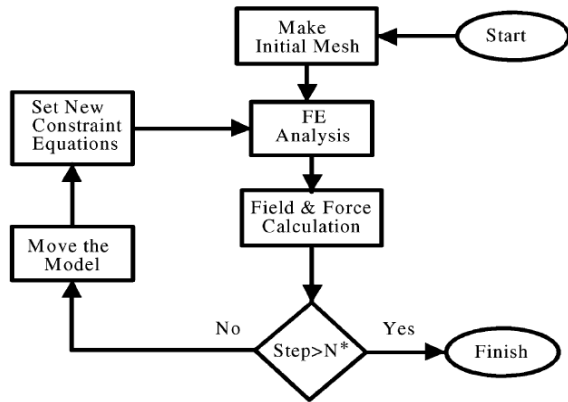 Start
Make
Initial Mesh
FE
Analysis
Field & Force
Calculation
Step>N*
Yes
Finish
No
Move the
Model
Set New
Constraint
Equations